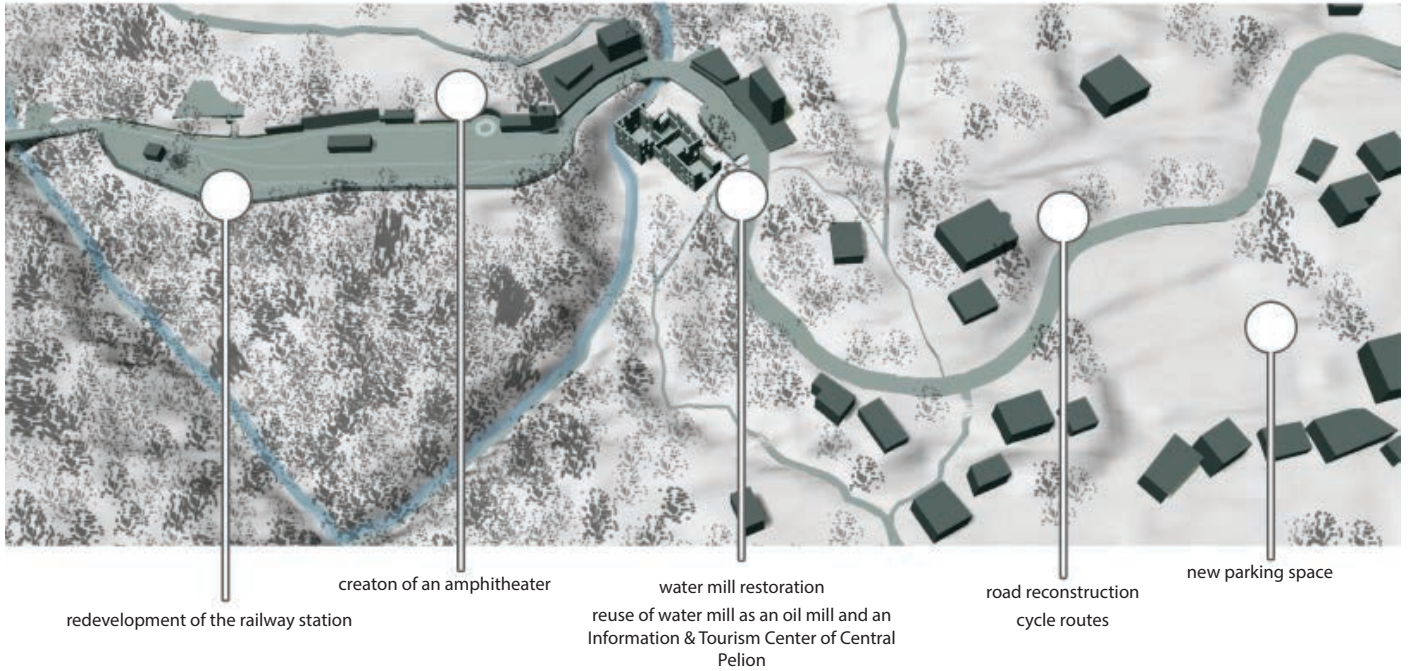 redevelopment of the railway station
creaton of an amphitheater
water mill restoration
reuse of water mill as an oil mill and an
Information & Tourism Center of Central
Pelion
road reconstruction
cycle routes
new parking space